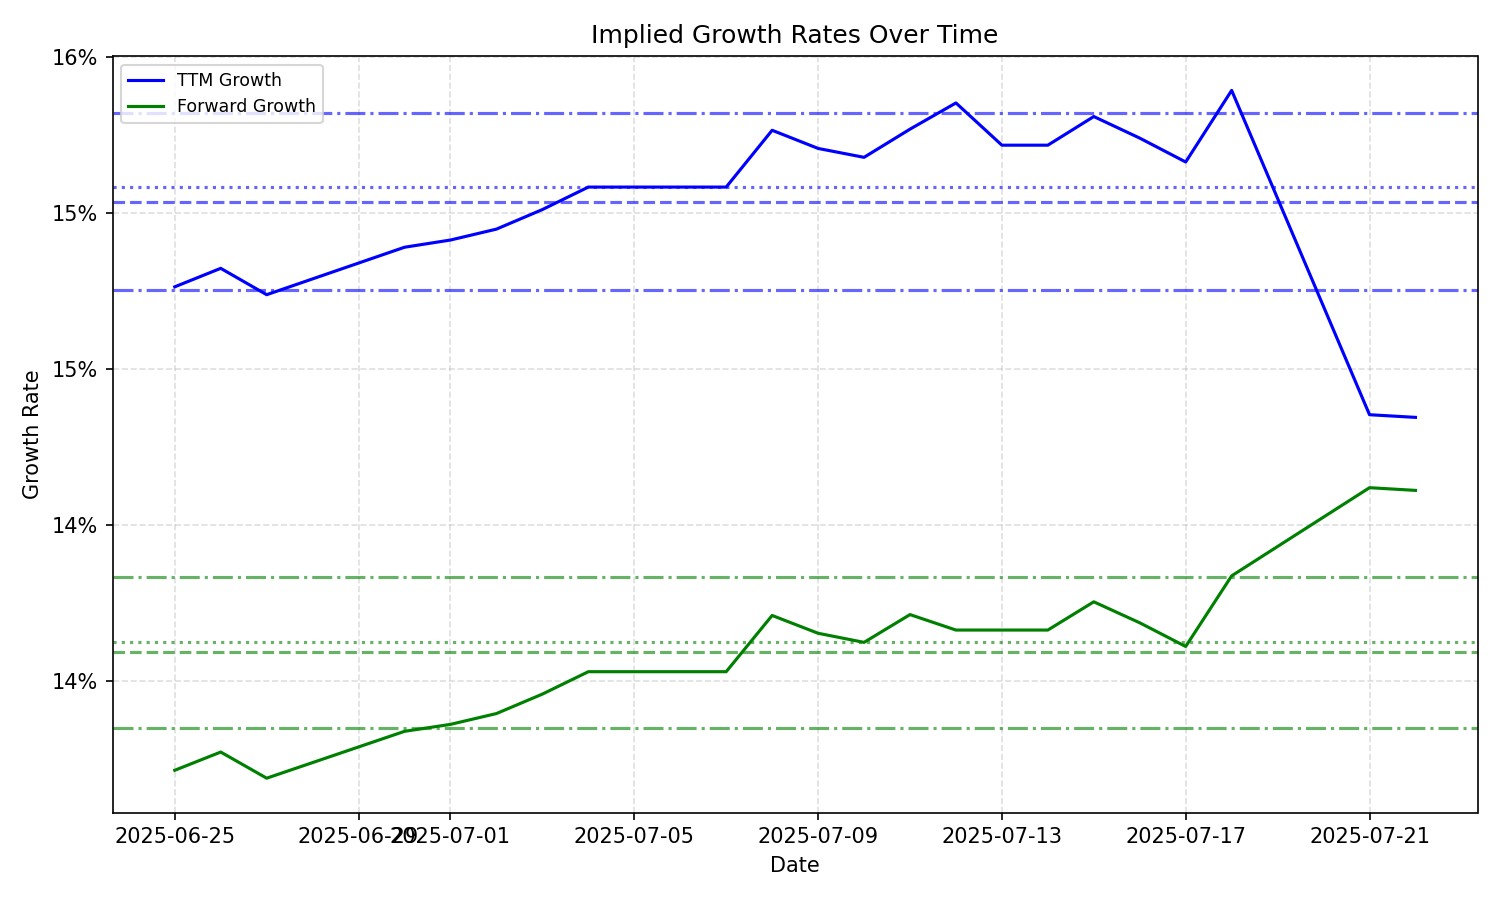 Implied Growth Rates Over Time
TTM Growth
Forward Growth
16%
15%
15%
14%
14%
Growth Rate
2025-06-25
2025-06-29
2025-07-01
2025-07-05
2025-07-09
2025-07-13
2025-07-17
2025-07-21
Date